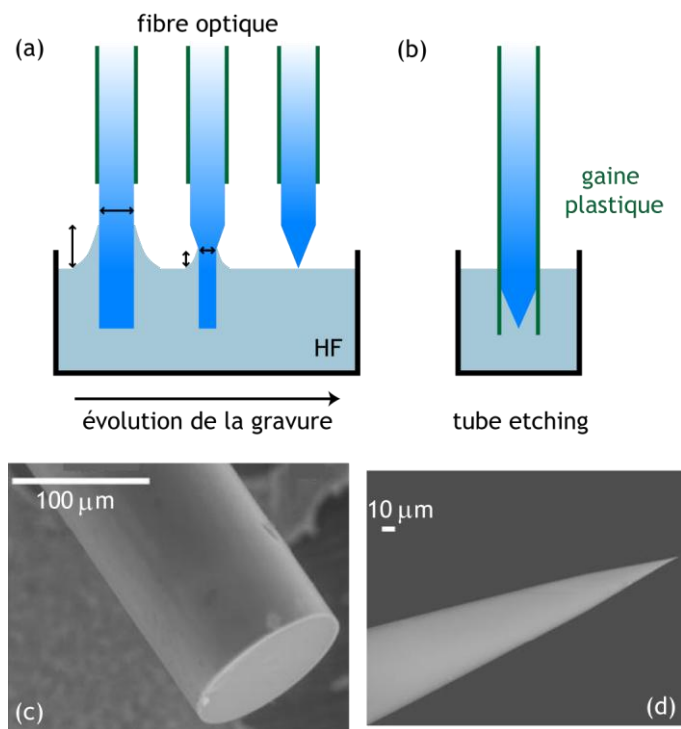 fibre optique
(a)
(b)
gaine
plastique
HF
évolution de la gravure
tube etching
100 μm
10 μm
(c)
(d)